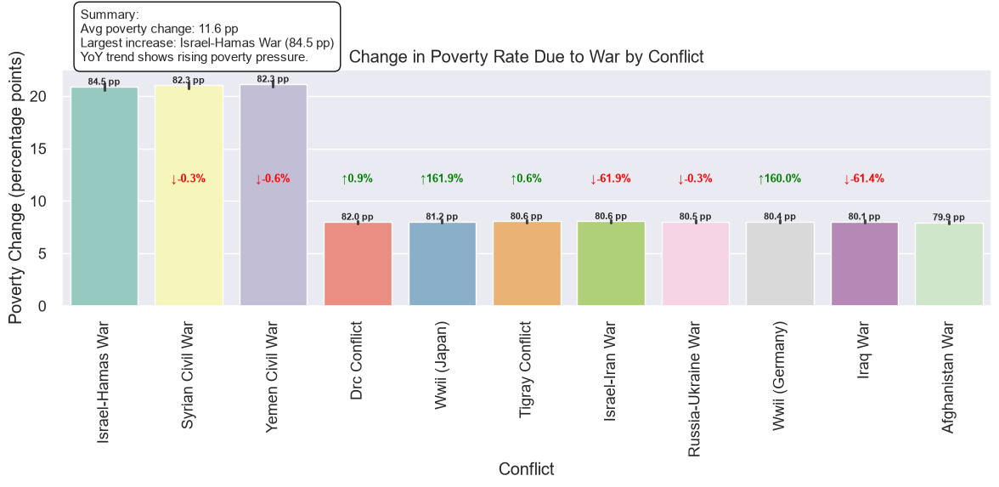 Summary:
Avg poverty change: 11.6 pp
Largest increase: Israel-Hamas War (84.5 pp)
YoY trend shows rising poverty pressure.
Change in Poverty Rate Due to War by Conflict
Poverty Change (percentage points)
20
15
10
5
0
84.5 pp
82.3 pp
82.3 pp
↓-0.3%
↓-0.6%
↑0.9%
↑161.9%
↑0.6%
↓-61.9%
↓-0.3%
↑160.0%
↓-61.4%
82.0 pp
81.2 pp
80.6 pp
80.6 pp
80.5 pp
80.4 pp
80.1 pp
79.9 pp
Israel-Hamas War
Syrian Civil War
Yemen Civil War
Drc Conflict
Wwii (Japan)
Tigray Conflict
Israel-Iran War
Russia-Ukraine War
Wwii (Germany)
Iraq War
Afghanistan War
Conflict